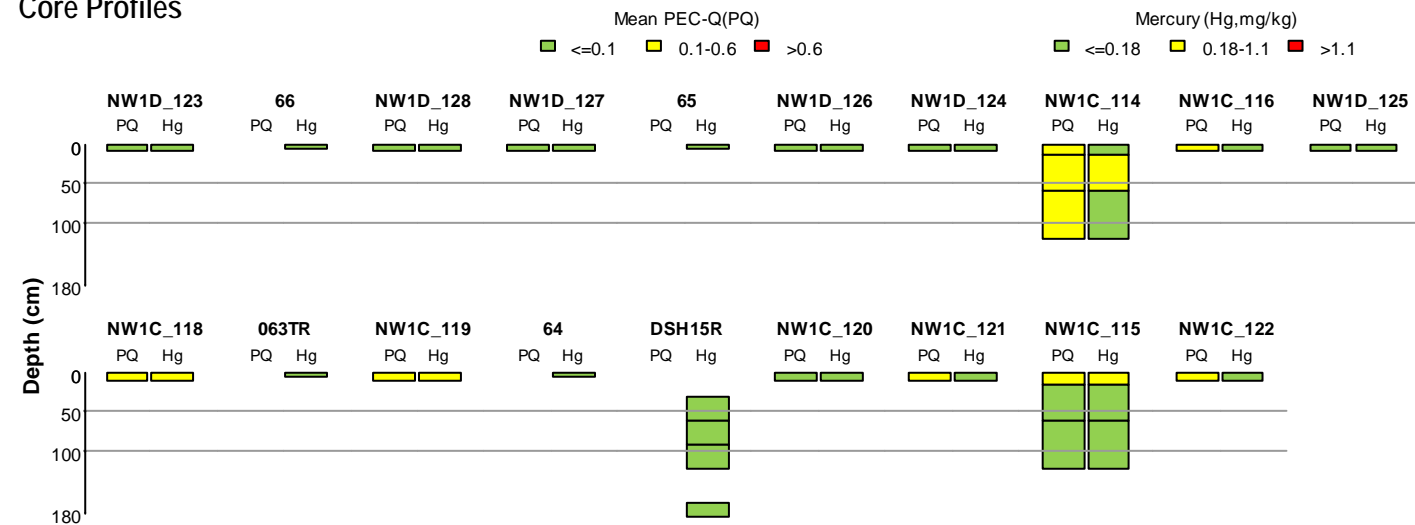 Core Profiles
Mean PEC-Q(PQ) Mercury (Hg,mg/kg)
<=0.1 0.1-0.6 >0.6 <=0.18 0.18-1.1 >1.1
NW1D_123 66 NW1D_128 NW1D_127 65 NW1D_126 NW1D_124 NW1C_114 NW1C_116 NW1D_125
PQ Hg PQ Hg PQ Hg PQ Hg PQ Hg PQ Hg PQ Hg PQ Hg PQ Hg PQ Hg
0
50
100
180
Depth (cm)
NW1C_118 063TR NW1C_119 64 DSH15R NW1C_120 NW1C_121 NW1C_115 NW1C_122
PQ Hg PQ Hg PQ Hg PQ Hg PQ Hg PQ Hg PQ Hg PQ Hg PQ Hg
0
50
100
180